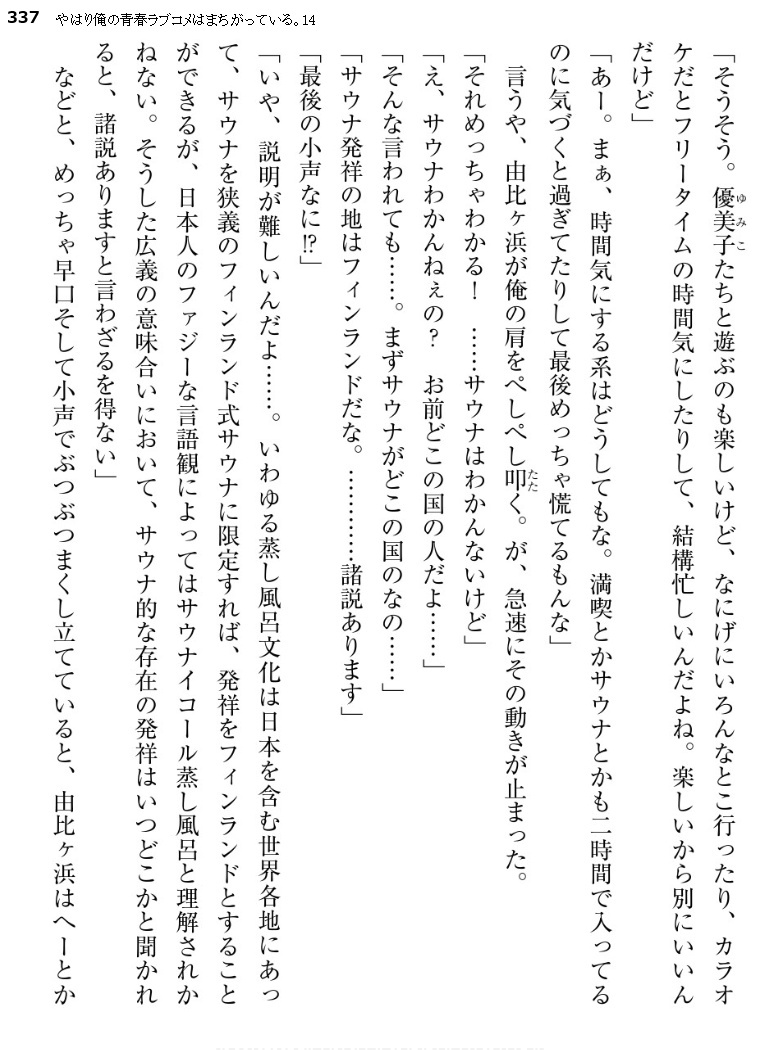 337 やはり俺の青春ラブコメはまちがっている。14
「そうそう。優美子たちと遊ぶのも楽しいけど、なにげにいろんなとこ行ったり、カラオ
ゆみこ
ケだとフリータイムの時間気にしたりして、結構忙しいんだよね。楽しいから別にいいん
だけど」
「あー。まぁ、時間気にする系はどうしてもな。満喫とかサウナとかも二時間で入ってる
のに気づくと過ぎてたりして最後めっちゃ慌てるもんな」
言うや、由比ヶ浜が俺の肩をぺしぺし叩く。が、急速にその動きが止まった。
たた
「それめっちゃわかる！　……サウナはわかんないけど」
「え、サウナわかんねぇの？　お前どこの国の人だよ……」
「そんな言われても……。まずサウナがどこの国のなの……」
「サウナ発祥の地はフィンランドだな。…………諸説あります」
「最後の小声なに!?」
「いや、説明が難しいんだよ……。いわゆる蒸し風呂文化は日本を含む世界各地にあっ
て、サウナを狭義のフィンランド式サウナに限定すれば、発祥をフィンランドとすること
ができるが、日本人のファジーな言語観によってはサウナイコール蒸し風呂と理解されか
ねない。そうした広義の意味合いにおいて、サウナ的な存在の発祥はいつどこかと聞かれ
ると、諸説ありますと言わざるを得ない」
などと、めっちゃ早口そして小声でぶつぶつまくし立てていると、由比ヶ浜はへーとか